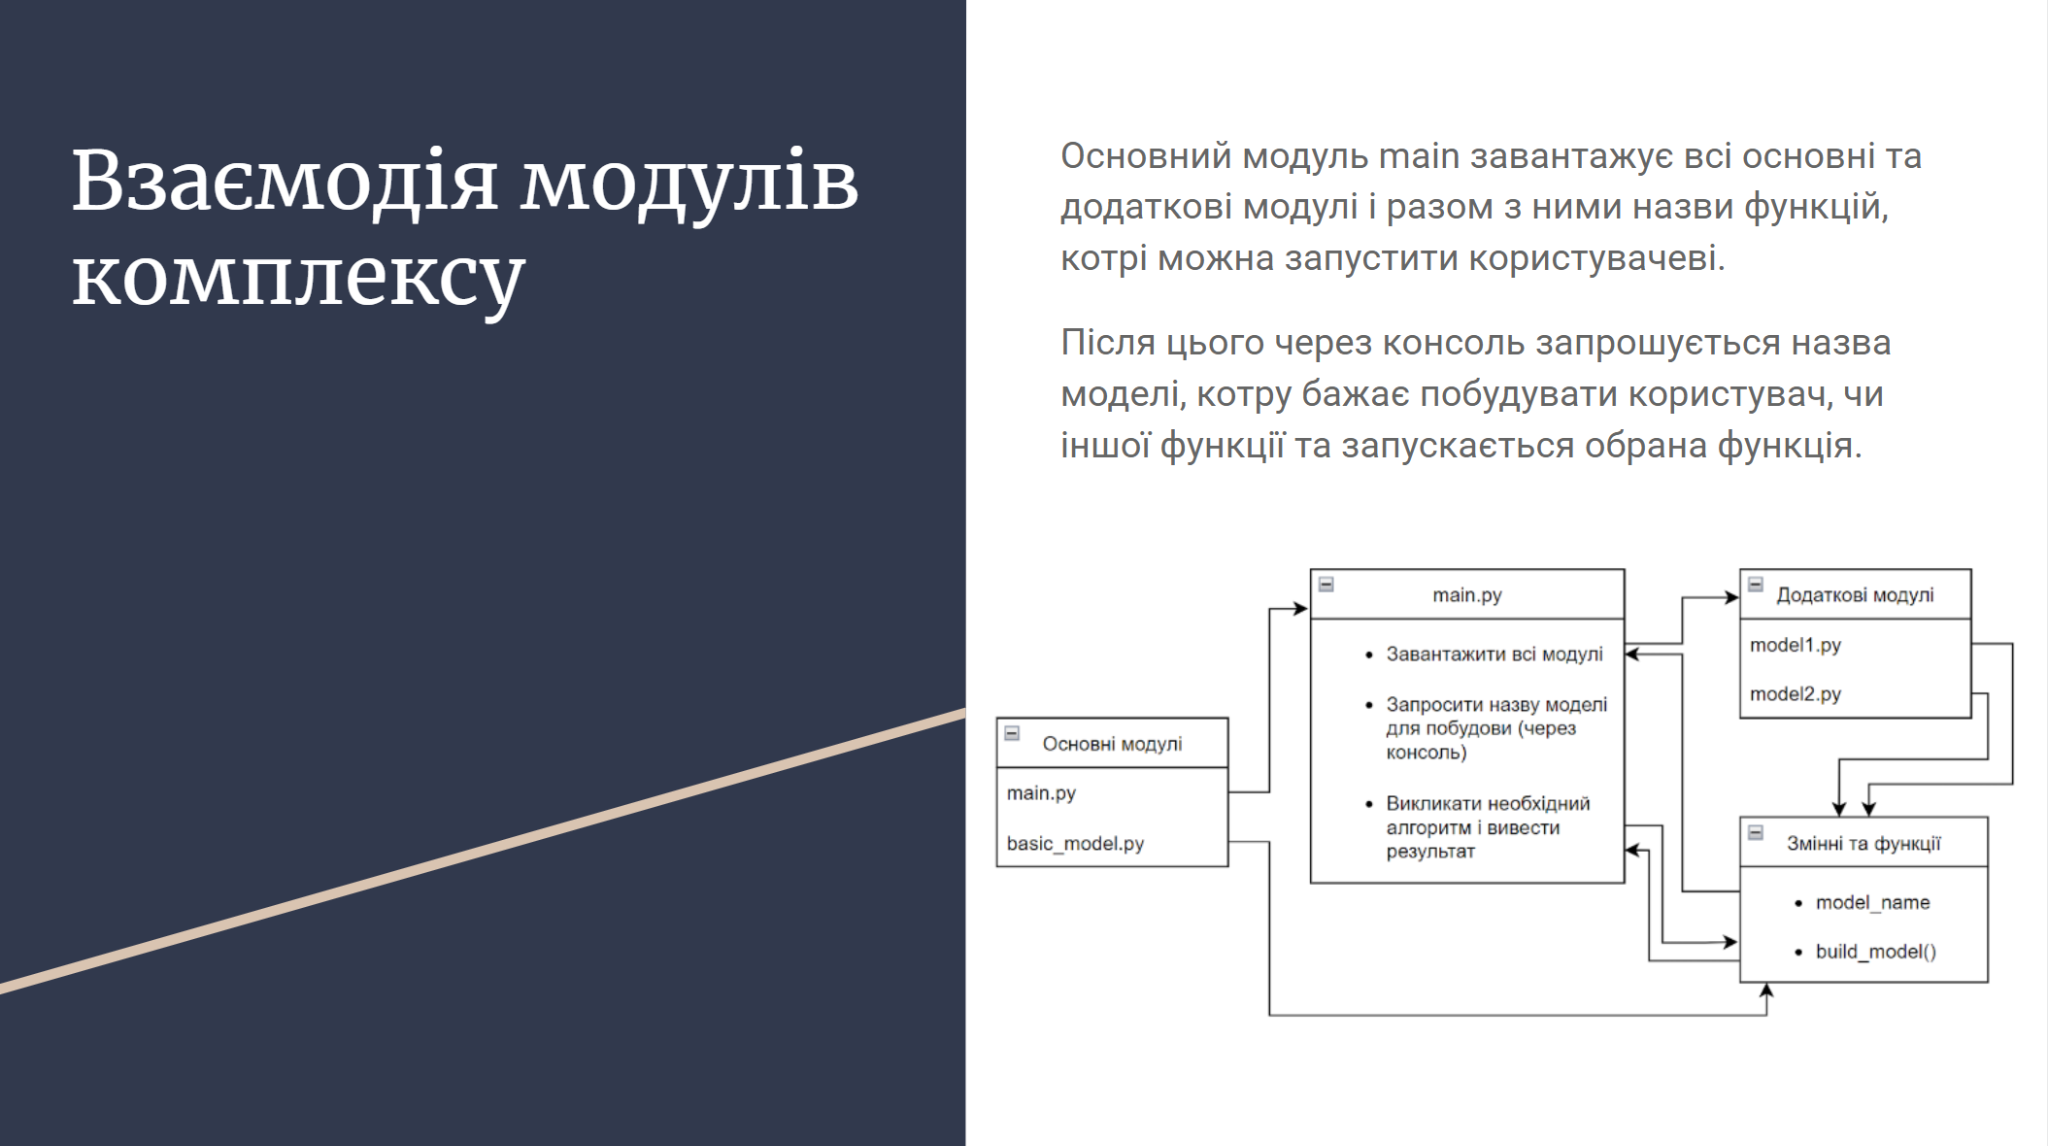 Взаємодія модулів
комплексу
Основний модуль main завантажує всі основні та
додаткові модулі і разом з ними назви функцій,
котрі можна запустити користувачеві.
Після цього через консоль запрошується назва
моделі, котру бажає побудувати користувач, чи
іншої функції та запускається обрана функція.
Основні модулі
main.py
basic_model.py
main.py
• Завантажити всі модулі
• Запросити назву моделі
для побудови (через
консоль)
• Викликати необхідний
алгоритм і вивести
результат
Додаткові модулі
model1.py
model2.py
Змінні та функції
• model_name
• build_model()